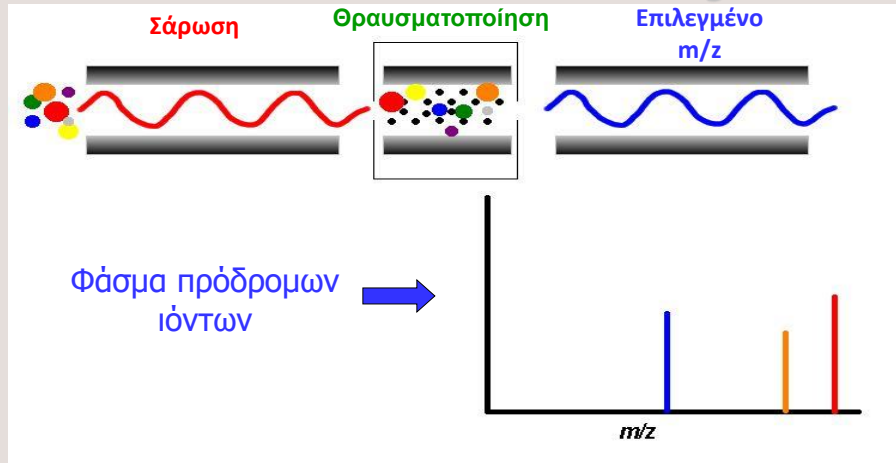 Σάρωση
Θραυσματοποίηση
Επιλεγμένο
m/z
Φάσμα πρόδρομων
ιόντων
m/z